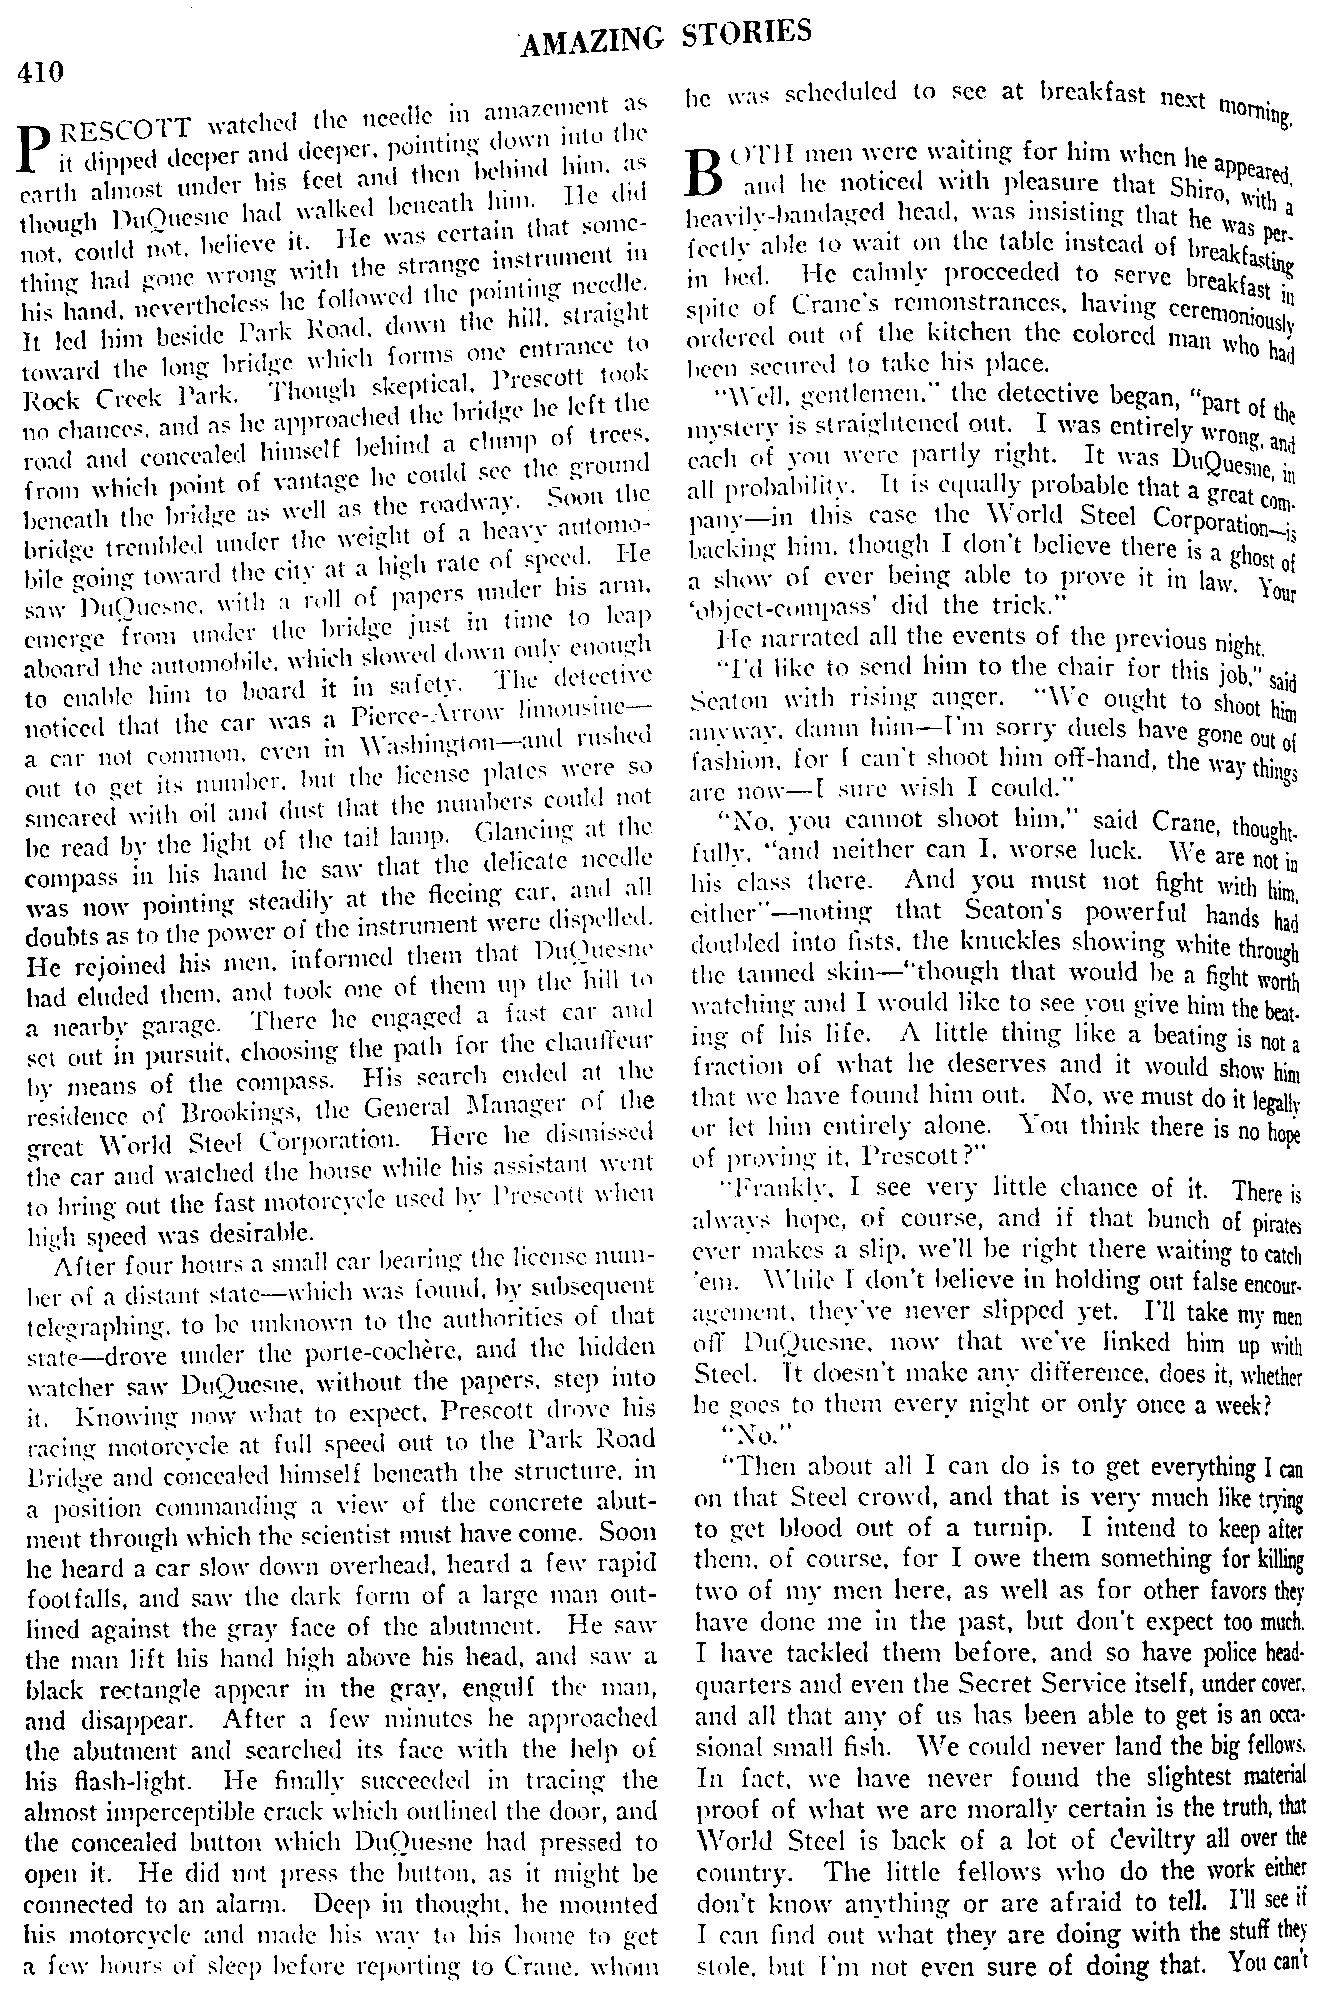 AMAZING STORIES
410
PRESCOTT watched the needle in amazement as
it dipped deeper and deeper, pointing down into the
earth almost under his feet and then behind him, as
though DuQuesne had walked beneath him. He did
not, could not, believe it. He was certain that some-
thing had gone wrong with the strange instrument in
his hand, nevertheless he followed the pointing needle.
It led him beside Park Road, down the hill, straight
toward the long bridge which forms one entrance to
Rock Creek Park. Though skeptical, Prescott took
no chances, and as he approached the bridge he left the
road and concealed himself behind a clump of trees,
from which point of vantage he could see the ground
beneath the bridge as well as the roadway. Soon the
bridge trembled under the weight of a heavy automo-
bile going toward the city at a high rate of speed. He
saw DuQuesne, with a roll of papers under his arm,
emerge from under the bridge just in time to leap
aboard the automobile, which slowed down only enough
to enable him to board it in safety. The detective
noticed that the car was a Pierce-Arrow limousine—
a car not common, even in Washington—and rushed
out to get its number, but the license plates were so
smeared with oil and dust that the numbers could not
be read by the light of the tail lamp. Glancing at the
compass in his hand he saw that the delicate needle
was now pointing steadily at the fleeing car, and all
doubts as to the power of the instrument were dispelled.
He rejoined his men, informed them that DuQuesne
had eluded them, and took one of them up the hill to
a nearby garage. There he engaged a fast car and
set out in pursuit, choosing the path for the chauffeur
by means of the compass. His search ended at the
residence of Brookings, the General Manager of the
great World Steel Corporation. Here he dismissed
the car and watched the house while his assistant went
to bring out the fast motorcycle used by Prescott when
high speed was desirable.
After four hours a small car bearing the license num-
ber of a distant state—which was found, by subsequent
telegraphing, to be unknown to the authorities of that
state—drove under the porte-cochère, and the hidden
watcher saw DuQuesne, without the papers, step into
it. Knowing now what to expect, Prescott drove his
racing motorcycle at full speed out to the Park Road
Bridge and concealed himself beneath the structure, in
a position commanding a view of the concrete abut-
ment through which the scientist must have come. Soon
he heard a car slow down overhead, heard a few rapid
footfalls, and saw the dark form of a large man out-
lined against the gray face of the abutment. He saw
the man lift his hand high above his head, and saw a
black rectangle appear in the gray, engulf the man,
and disappear. After a few minutes he approached
the abutment and searched its face with the help of
his flash-light. He finally succeeded in tracing the
almost imperceptible crack which outlined the door, and
the concealed button which DuQuesne had pressed to
open it. He did not press the button, as it might be
connected to an alarm. Deep in thought, he mounted
his motorcycle and made his way to his home to get
a few hours of sleep before reporting to Crane, whom
he was scheduled to see at breakfast next morning.
BOTH men were waiting for him when he appeared,
and he noticed with pleasure that Shiro, with a
heavily-bandaged head, was insisting that he was per-
fectly able to wait on the table instead of breakfasting
in bed. He calmly proceeded to serve breakfast in
spite of Crane's remonstrances, having ceremoniously
ordered out of the kitchen the colored man who had
been secured to take his place.
"Well, gentlemen," the detective began, "part of the
mystery is straightened out. I was entirely wrong, and
each of you were partly right. It was DuQuesne, in
all probability. It is equally probable that a great com-
pany—in this case the World Steel Corporation—is
backing him, though I don't believe there is a ghost of
a show of ever being able to prove it in law. Your
'object-compass' did the trick."
He narrated all the events of the previous night.
"I'd like to send him to the chair for this job," said
Seaton with rising anger. "We ought to shoot him
anyway, damn him—I'm sorry duels have gone out of
fashion, for I can't shoot him off-hand, the way things
are now—I sure wish I could."
"No, you cannot shoot him," said Crane, thought-
fully, "and neither can I, worse luck. We are not in
his class there. And you must not fight with him,
either"—noting that Seaton's powerful hands had
doubled into fists, the knuckles showing white through
the tanned skin—"though that would be a fight worth
watching and I would like to see you give him the beat-
ing of his life. A little thing like a beating is not a
fraction of what he deserves and it would show him
that we have found him out. No, we must do it legally
or let him entirely alone. You think there is no hope
of proving it, Prescott?"
"Frankly, I see very little chance of it. There is
always hope, of course, and if that bunch of pirates
ever makes a slip, we'll be right there waiting to catch
'em. While I don't believe in holding out false encour-
agement, they've never slipped yet. I'll take my men
off DuQuesne, now that we've linked him up with
Steel. It doesn't make any difference, does it, whether
he goes to them every night or only once a week?
"No."
"Then about all I can do is to get everything I can
on that Steel crowd, and that is very much like trying
to get blood out of a turnip. I intend to keep after
them, of course, for I owe them something for killing
two of my men here, as well as for other favors they
have done me in the past, but don't expect too much.
I have tackled them before, and so have police head-
quarters and even the Secret Service itself, under cover,
and all that any of us has been able to get is an occa-
sional small fish. We could never land the big fellows.
In fact, we have never found the slightest material
proof of what we are morally certain is the truth, that
World Steel is back of a lot of deviltry all over the
country. The little fellows who do the work either
don't know anything or are afraid to tell. I'll see if
I can find out what they are doing with the stuff they
stole, but I'm not even sure of doing that. You can't